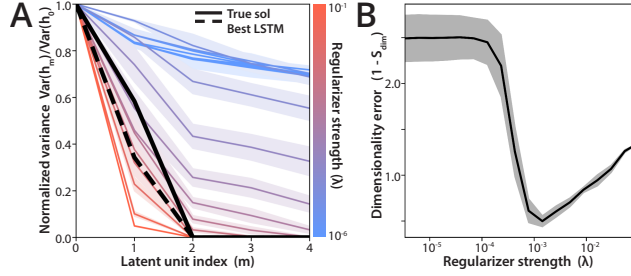 A
True sol
Best LSTM
Normalized variance Var(hm)/Var(h0)
1.0
0.8
0.6
0.4
0.2
0.0
0
1
2
3
4
Latent unit index (m)
10-1
Regularizer strength (λ)
10-6
B
Dimensionality error (1 - Sdim)
2.0
1.0
10-5
10-4
10-3
10-2
Regularizer strength (λ)